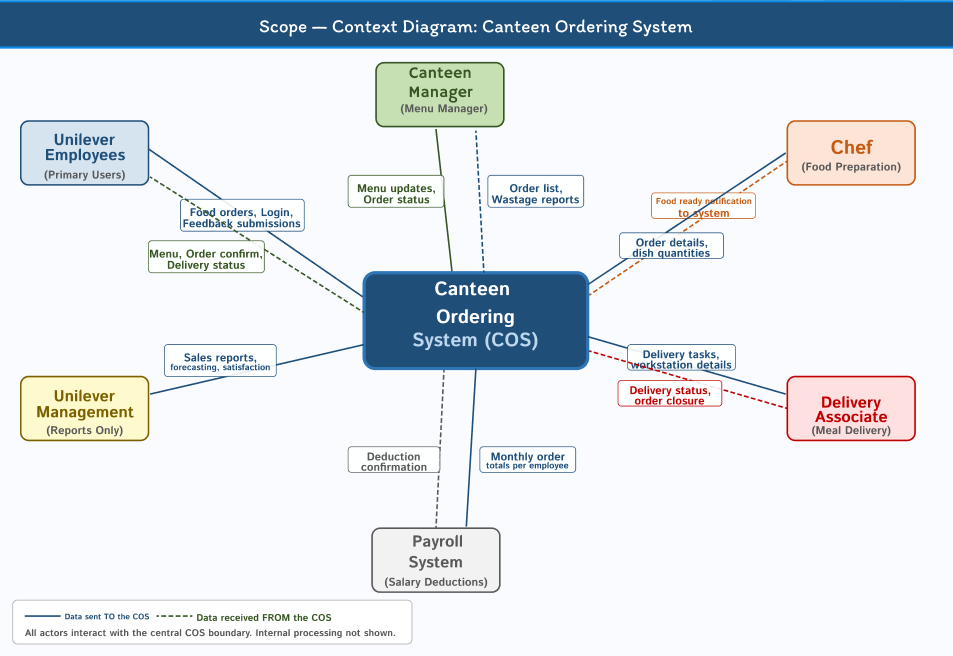 Scope — Context Diagram: Canteen Ordering System
Canteen
Manager
(Menu Manager)
Unilever
Employees
(Primary Users)
Chef
(Food Preparation)
Menu updates,
Order status
Order list,
Wastage reports
Food orders, Login,
Feedback submissions
Food ready notification
to system
Menu, Order confirm,
Delivery status
Order details,
dish quantities
Canteen
Ordering
System (COS)
Sales reports,
forecasting, satisfaction
Delivery tasks,
workstation details
Delivery status,
order closure
Unilever
Management
(Reports Only)
Delivery
Associate
(Meal Delivery)
Deduction
confirmation
Monthly order
totals per employee
Payroll
System
(Salary Deductions)
Data sent TO the COS
Data received FROM the COS
All actors interact with the central COS boundary. Internal processing not shown.